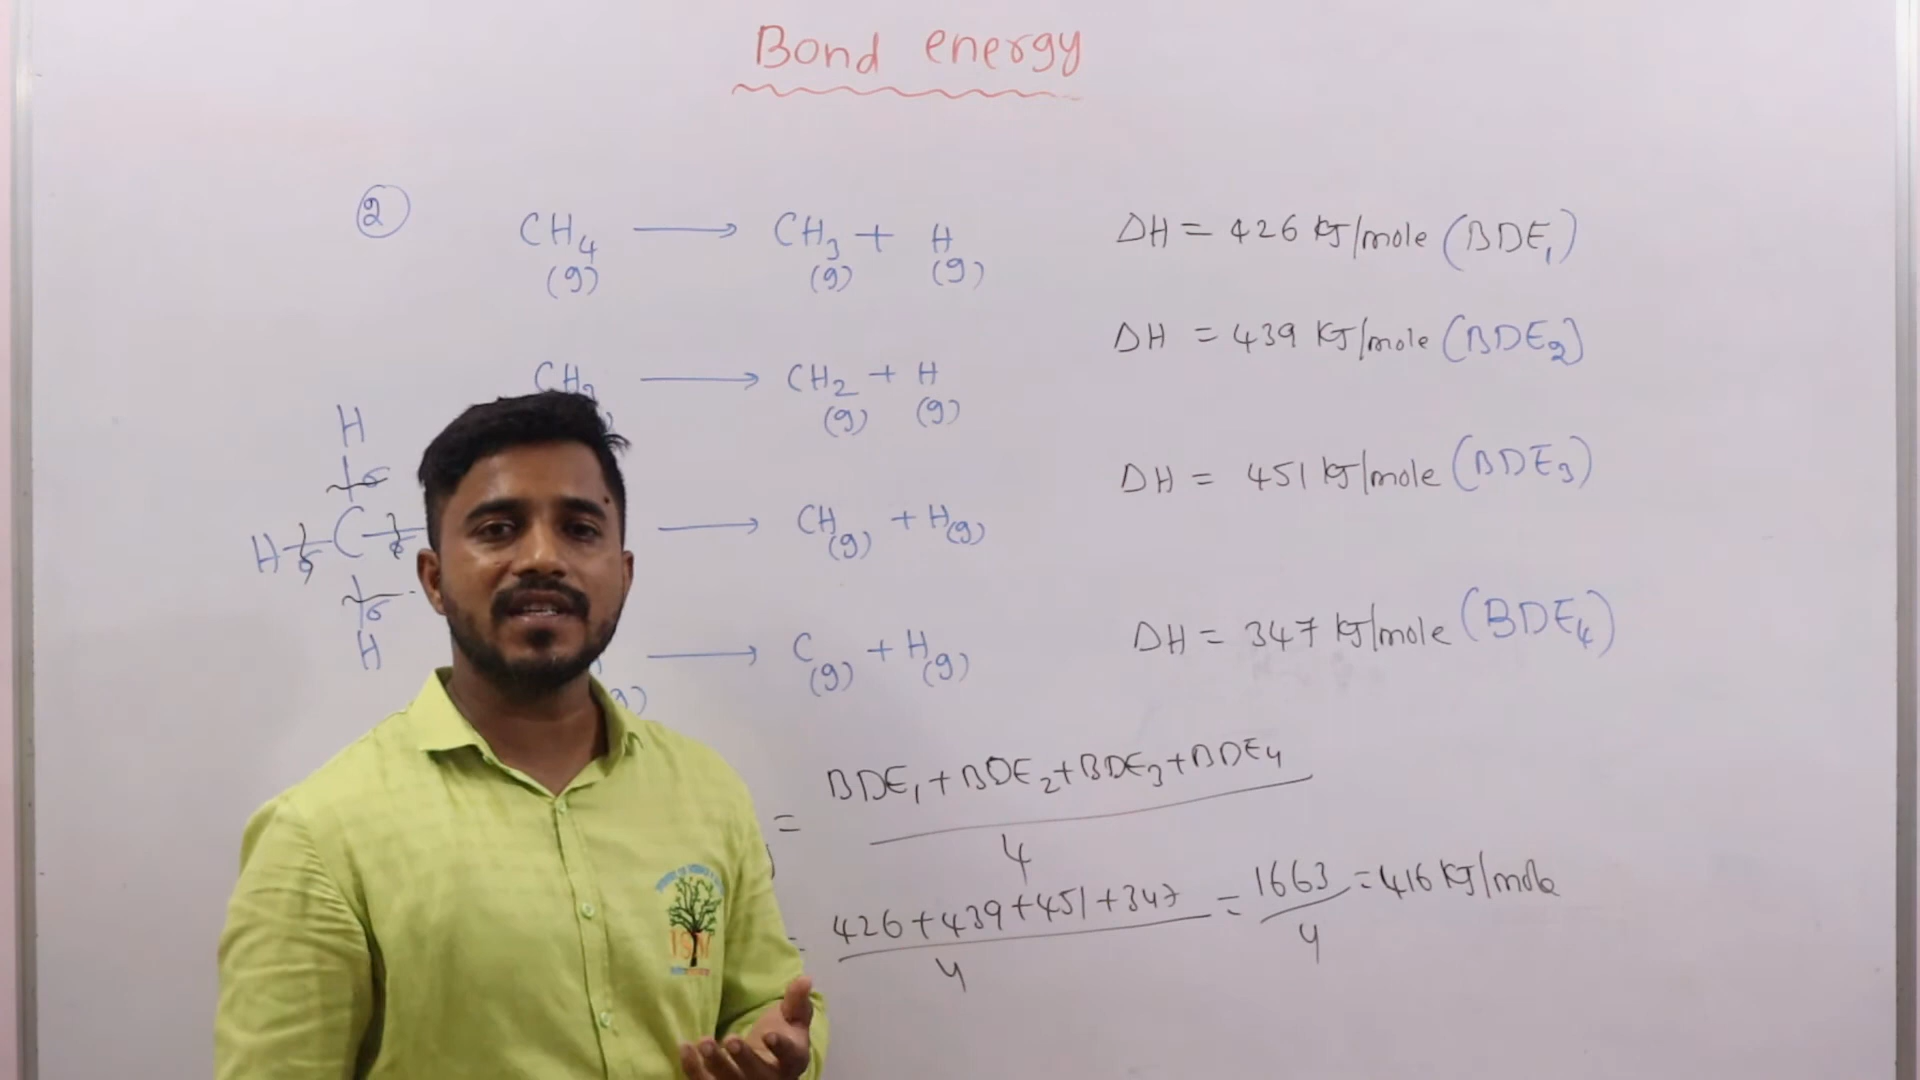 Bond energy
2
CH4 (g) → CH3 (g) + H (g) ΔH = 426 KJ/mole (BDE1)
→ CH2 (g) + H (g) ΔH = 439 KJ/mole (BDE2)
H
σ
H σ C σ → CH (g) + H (g) ΔH = 451 KJ/mole (BDE3)
σ
H
→ C (g) + H (g) ΔH = 347 KJ/mole (BDE4)
= BDE1 + BDE2 + BDE3 + BDE4
4
= 426 + 439 + 451 + 347 = 1663 = 416 KJ/mole
4 4
ISM